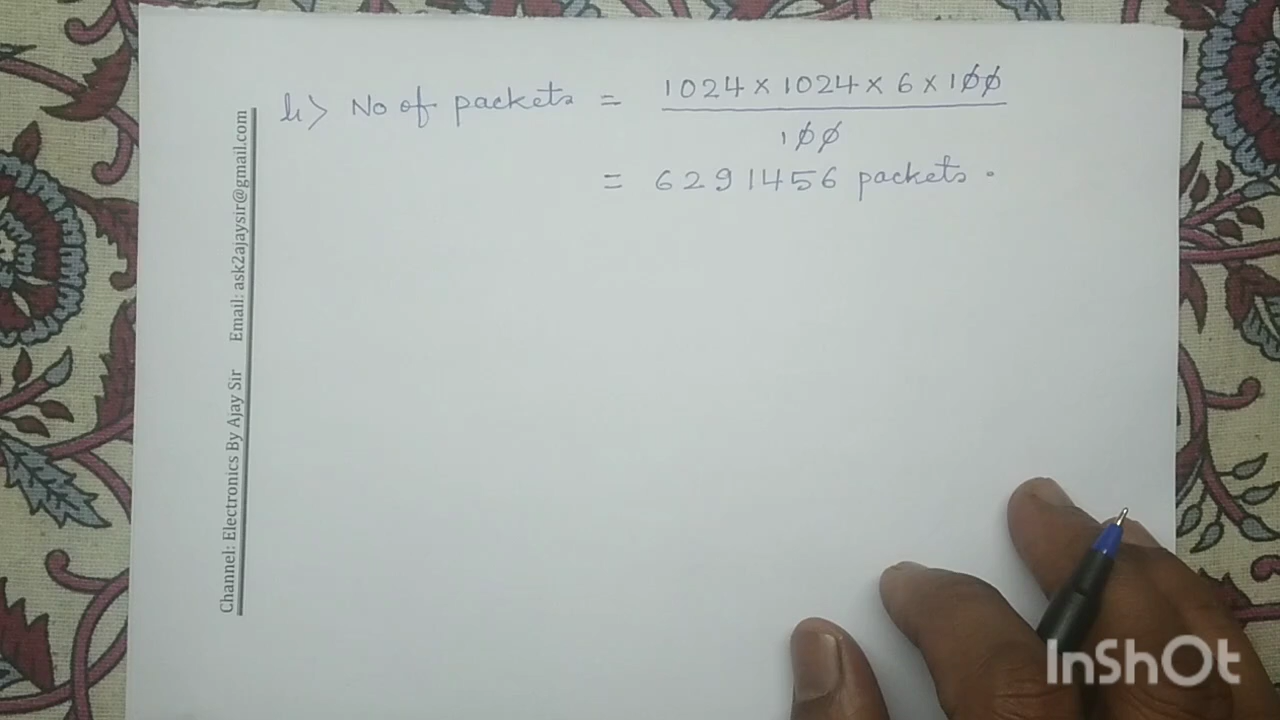 b) No of packets = 1024 x 1024 x 6 x 100
100
= 6291456 packets.
Channel: Electronics By Ajay Sir Email: ask2ajaysir@gmail.com
InShOt